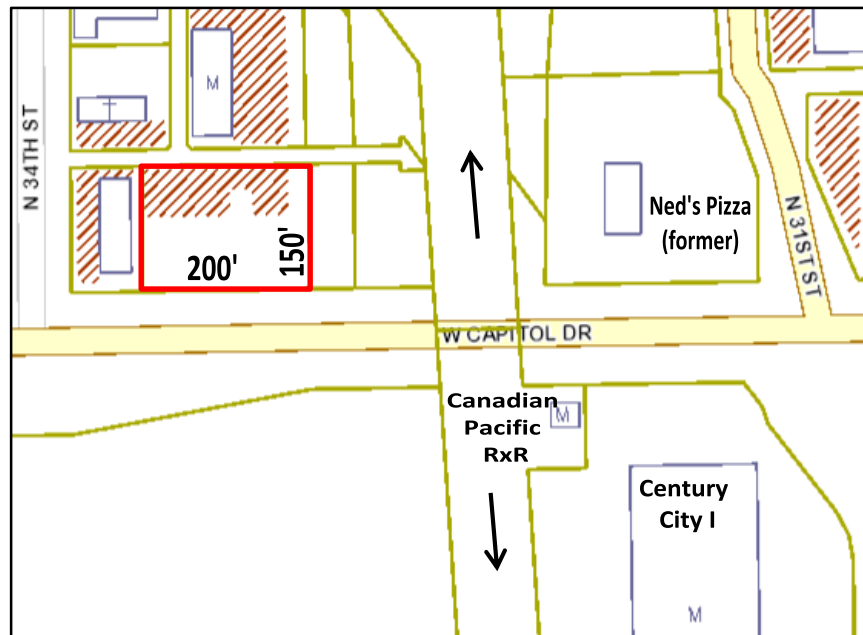 M
N 34TH ST
Ned's Pizza
(former)
N 31ST ST
200'
150'
W CAPITOL DR
Canadian
Pacific
RxR
M
Century
City I
M